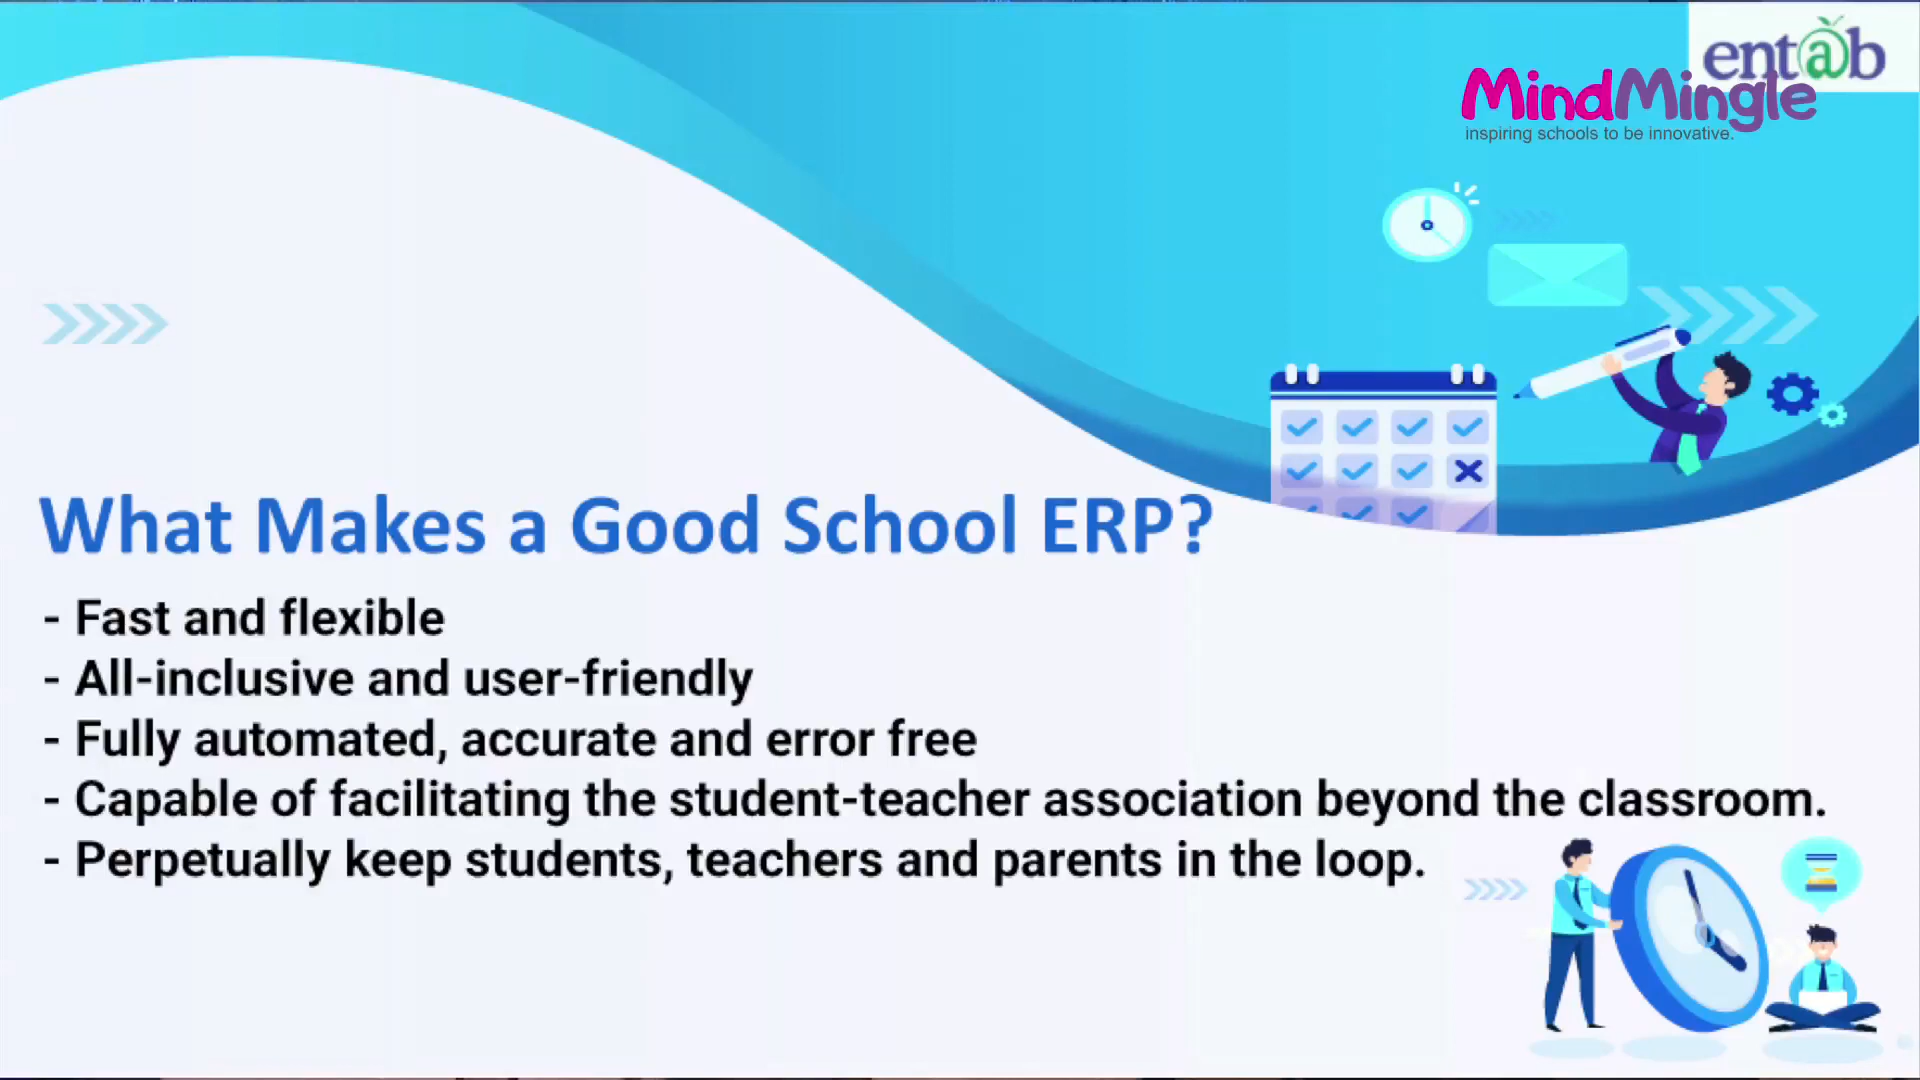 entab
MindMingle
inspiring schools to be innovative.
What Makes a Good School ERP?
- Fast and flexible
- All-inclusive and user-friendly
- Fully automated, accurate and error free
- Capable of facilitating the student-teacher association beyond the classroom.
- Perpetually keep students, teachers and parents in the loop.